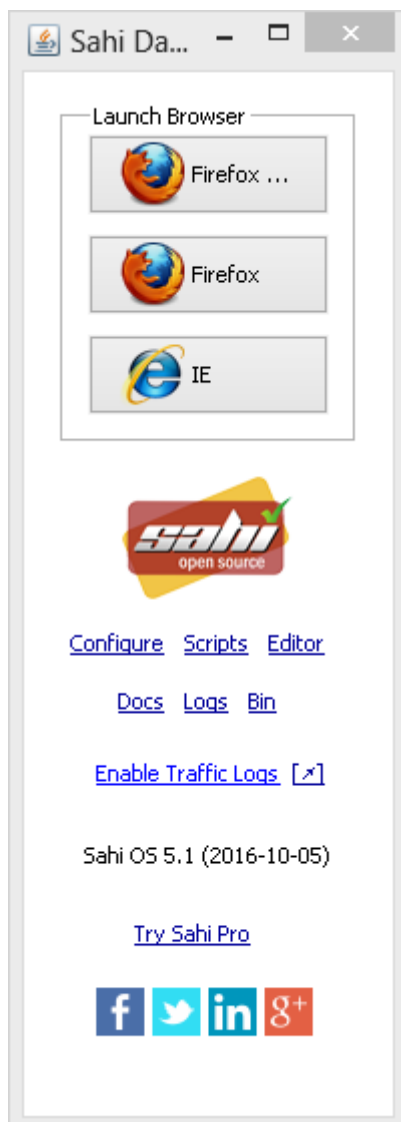 Sahi Da...
Launch Browser
Firefox ...
Firefox
IE
sahi
open source
Configure Scripts Editor
Docs Logs Bin
Enable Traffic Logs [↗]
Sahi OS 5.1 (2016-10-05)
Try Sahi Pro
f in g+